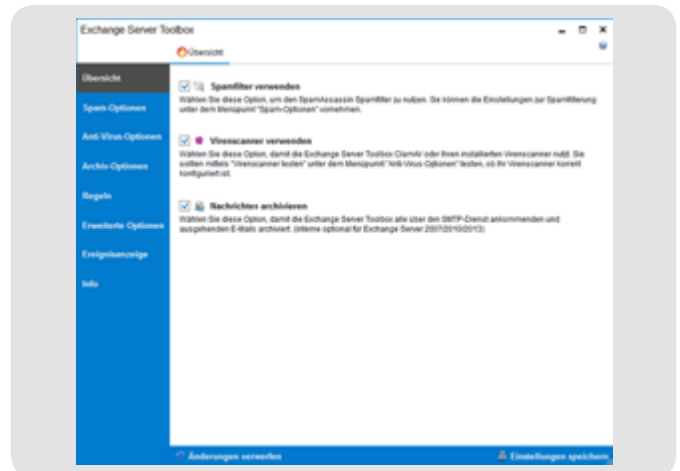 Exchange Server Toolbox
Übersicht
Übersicht
Spam-Optionen
Anti-Virus-Optionen
Archiv-Optionen
Regeln
Erweiterte Optionen
Ereignisanzeige
Info
Spamfilter verwenden
Wählen Sie diese Option, um den SpamAssassin Spamfilter zu nutzen. Sie können die Einstellungen zur Spamfilterung
unter dem Menüpunkt "Spam-Optionen" vornehmen.
Virenscanner verwenden
Wählen Sie diese Option, damit die Exchange Server Toolbox ClamAV oder Ihren installierten Virenscanner nutzt. Sie
sollten mittels "Virenscanner testen" unter dem Menüpunkt "Anti-Virus-Optionen" testen, ob Ihr Virenscanner korrekt
konfiguriert ist.
Nachrichten archivieren
Wählen Sie diese Option, damit die Exchange Server Toolbox alle über den SMTP-Dienst ankommenden und
ausgehenden E-Mails archiviert. (interne optional für Exchange Server 2007/2010/2013)
Änderungen verwerfen
Einstellungen speichern